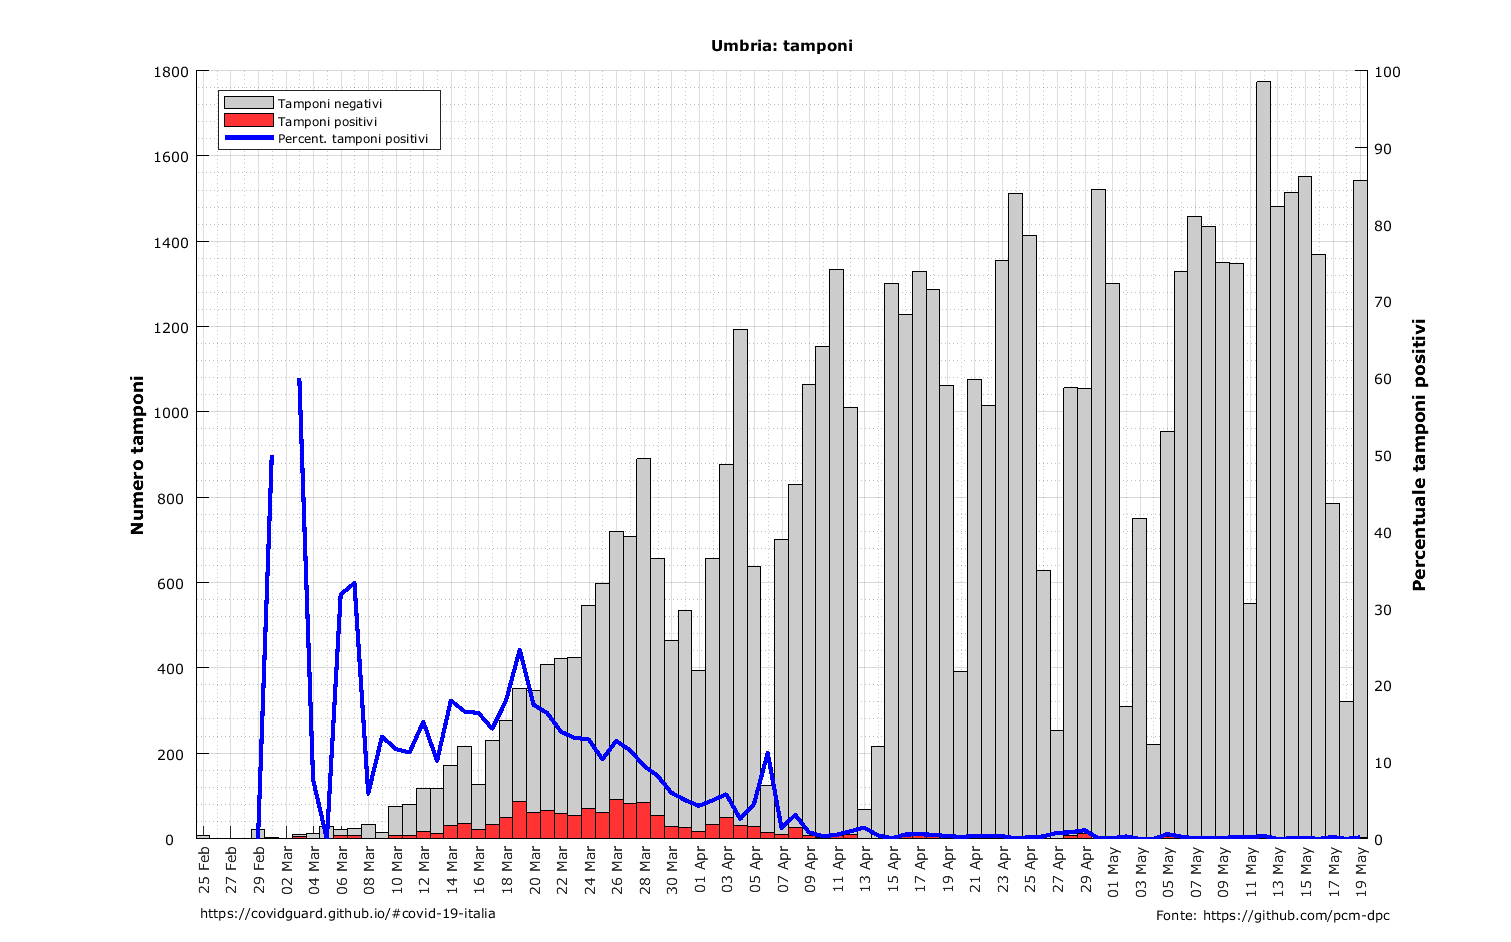 Umbria: tamponi
Tamponi negativi
Tamponi positivi
Percent. tamponi positivi
Numero tamponi
1800
1600
1400
1200
1000
800
600
400
200
0
Percentuale tamponi positivi
100
90
80
70
60
50
40
30
20
10
0
25 Feb
27 Feb
29 Feb
02 Mar
04 Mar
06 Mar
08 Mar
10 Mar
12 Mar
14 Mar
16 Mar
18 Mar
20 Mar
22 Mar
24 Mar
26 Mar
28 Mar
30 Mar
01 Apr
03 Apr
05 Apr
07 Apr
09 Apr
11 Apr
13 Apr
15 Apr
17 Apr
19 Apr
21 Apr
23 Apr
25 Apr
27 Apr
29 Apr
01 May
03 May
05 May
07 May
09 May
11 May
13 May
15 May
17 May
19 May
https://covidguard.github.io/#covid-19-italia
Fonte: https://github.com/pcm-dpc